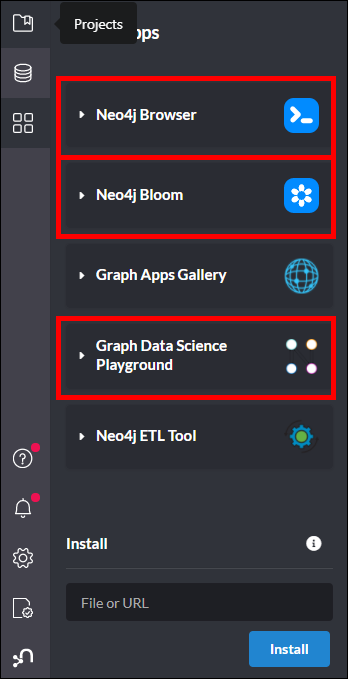 Projects
pps
Neo4j Browser
Neo4j Bloom
Graph Apps Gallery
Graph Data Science
Playground
Neo4j ETL Tool
Install
File or URL
Install